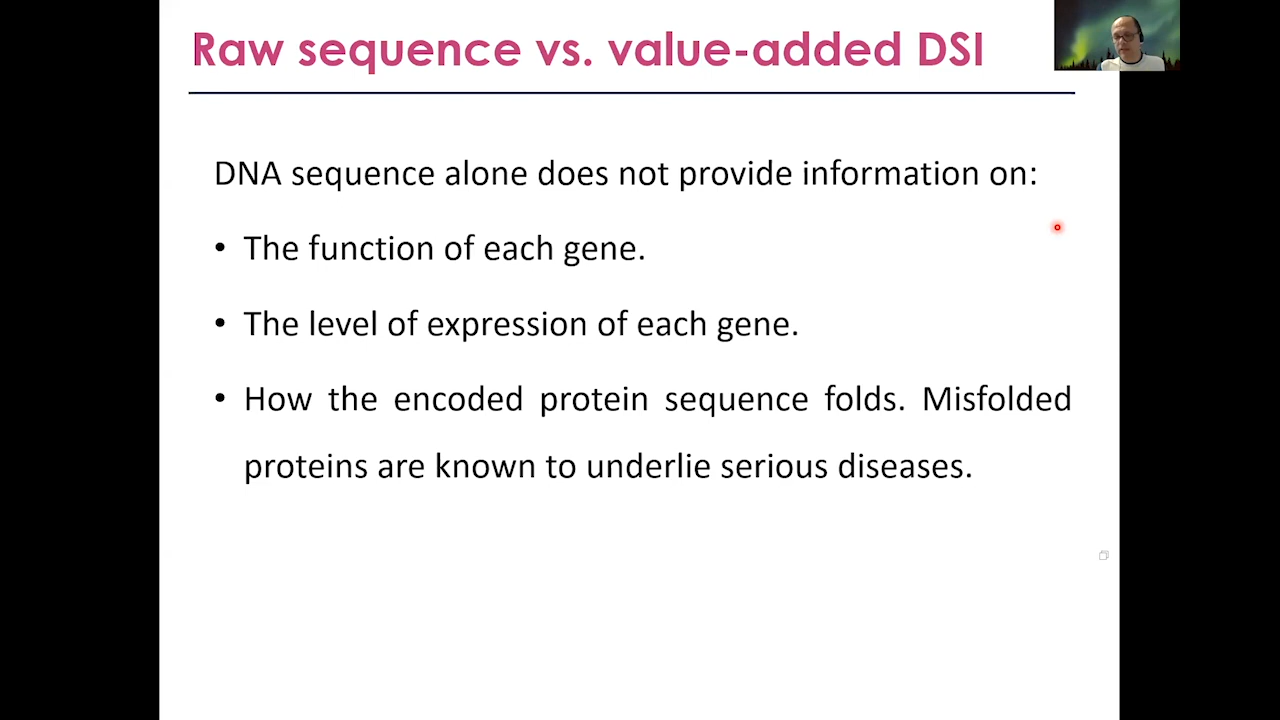 Raw sequence vs. value-added DSI
DNA sequence alone does not provide information on:
• The function of each gene.
• The level of expression of each gene.
• How the encoded protein sequence folds. Misfolded
proteins are known to underlie serious diseases.